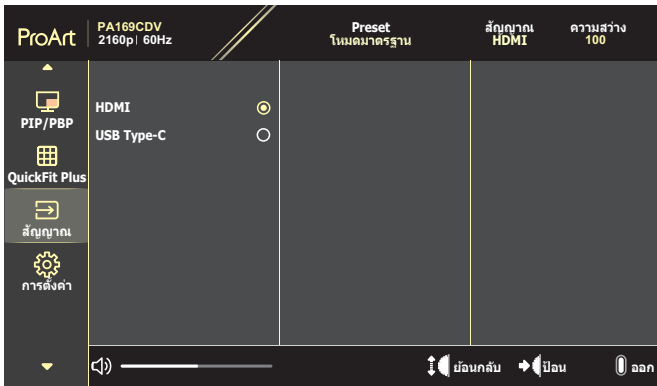 ProArt
PA169CDV
2160p| 60Hz
Preset
โหมดมาตรฐาน
สัญญาณ
HDMI
ความสว่าง
100
PIP/PBP
QuickFit Plus
สัญญาณ
การตั้งค่า
HDMI
USB Type-C
ย้อนกลับ
ป้อน
ออก